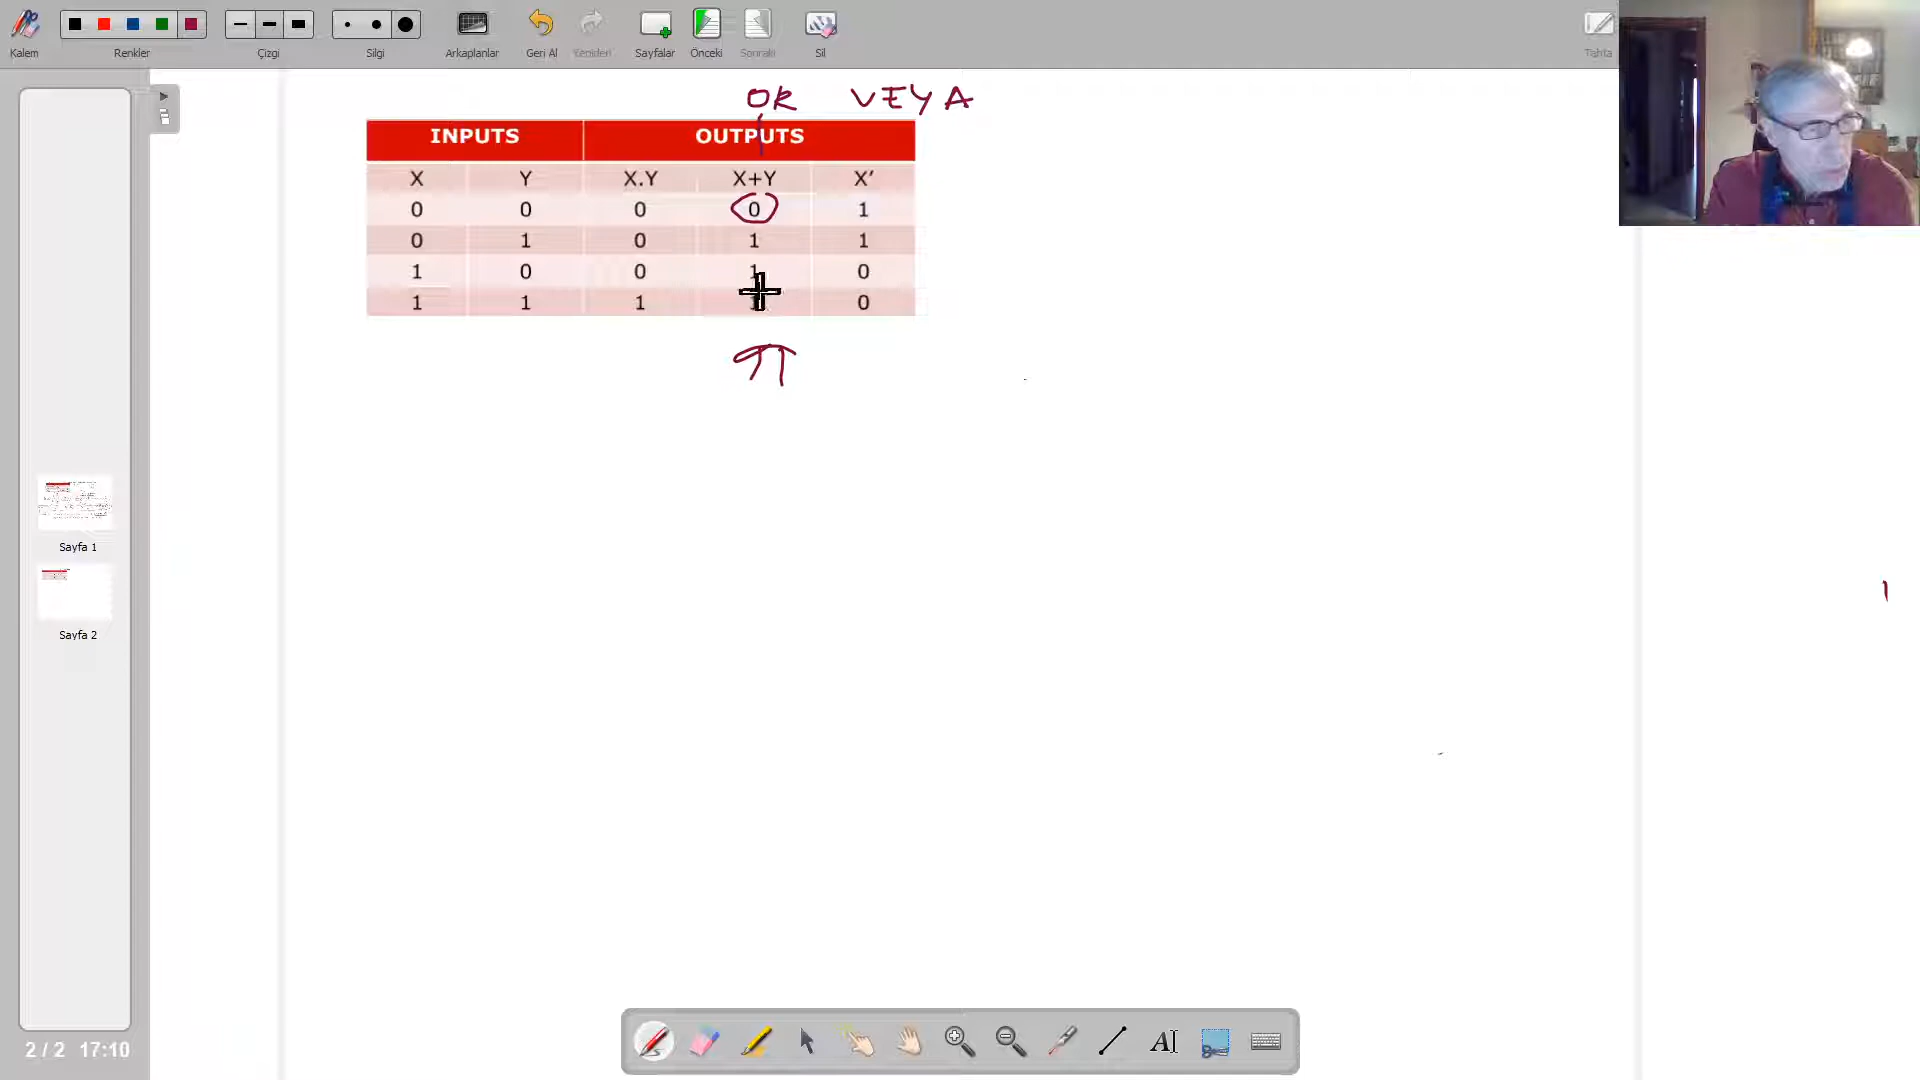 Kalem
Renkler
Çizgi
Silgi
Arkaplanlar
Geri Al
Yenileri
Sayfalar
Önceki
Sonraki
Sil
Tahta
OR VEYA
INPUTS OUTPUTS
X Y X.Y X+Y X′
0 0 0 0 1
0 1 0 1 1
1 0 0 1 0
1 1 1 1 0
Sayfa 1
Sayfa 2
2 / 2 17:10